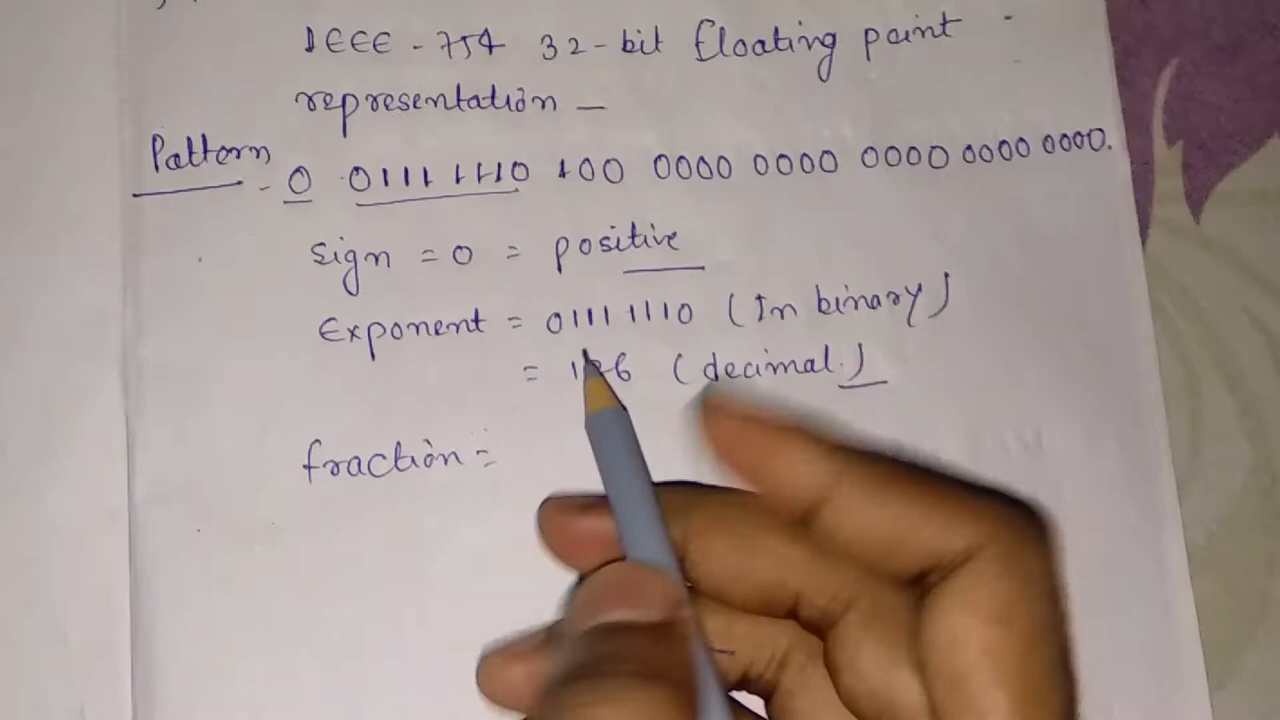 IEEE - 754 32-bit floating point
representation —
Pattern - 0 01111110 100 0000 0000 0000 0000 0000.
Sign = 0 = positive
Exponent = 01111110 (In binary)
= 126 (decimal.)
fraction =